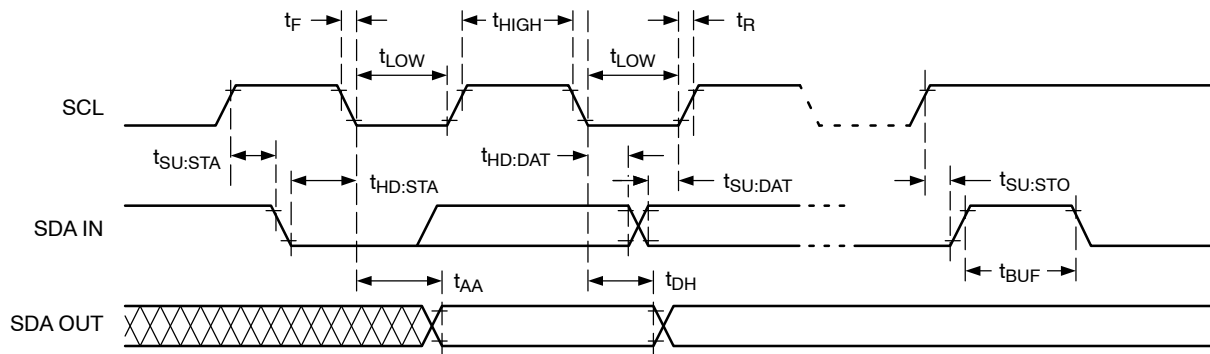 tF
tHIGH
tR
tLOW
tLOW
SCL
tSU:STA
tHD:STA
tHD:DAT
tSU:DAT
tSU:STO
SDA IN
tAA
tDH
tBUF
SDA OUT